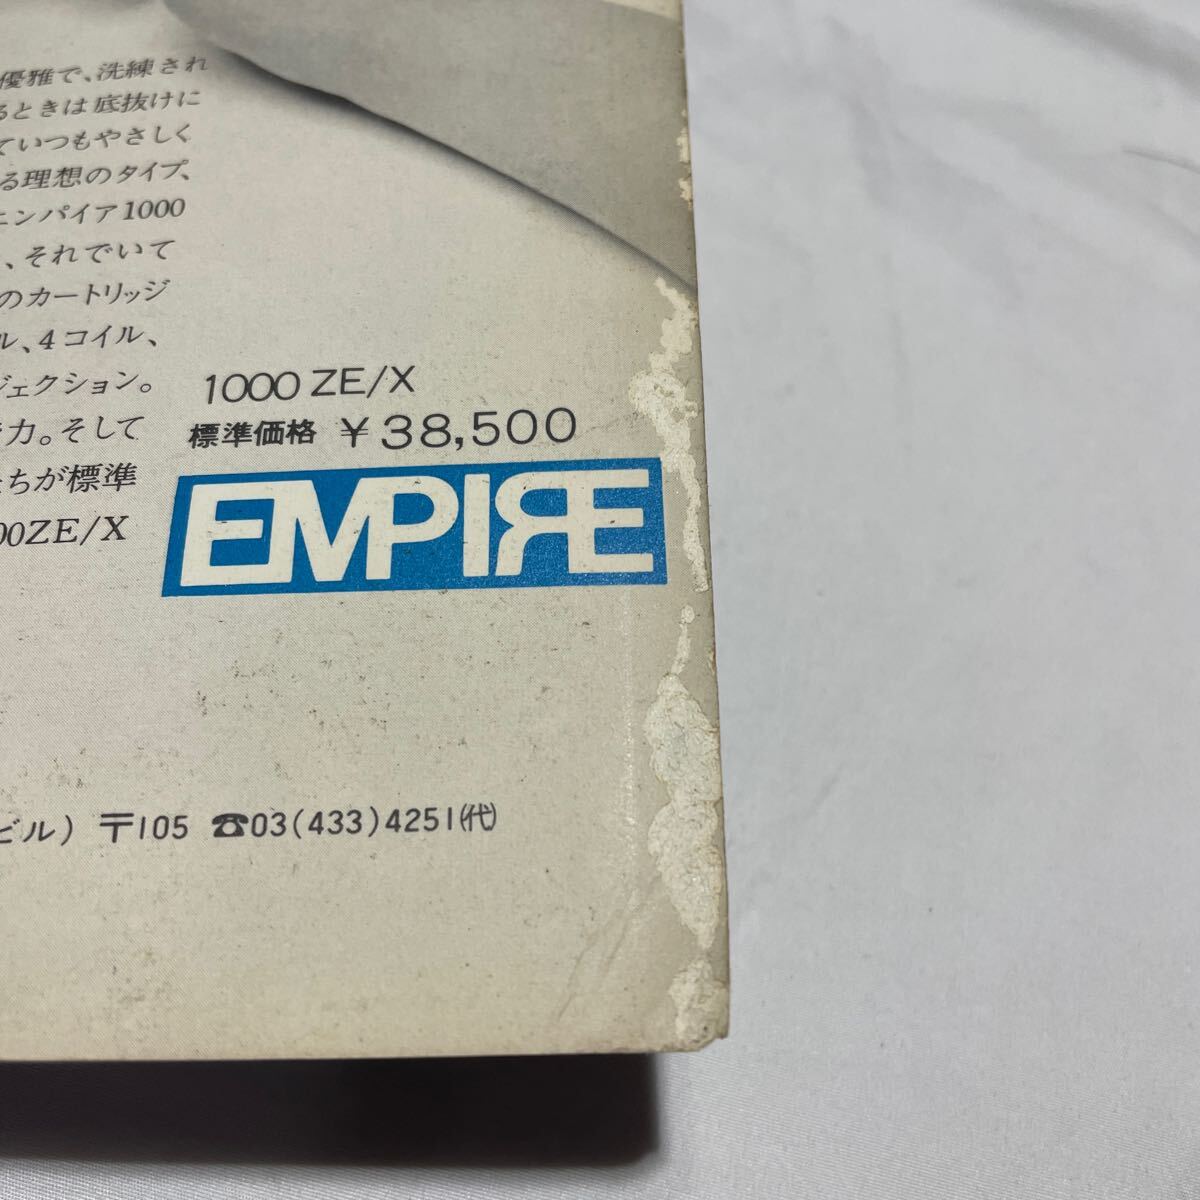 優雅で、洗練され
るときは底抜けに
ていつもやさしく
る理想のタイプ、
エンパイア1000
、それでいて
のカートリッジ
ル、4コイル、
ジェクション。
力。そして
たちが標準
00ZE/X
1000 ZE/X
標準価格 ¥38,500
EMPIRE
ビル) 〒105 ☎03(433)4251㈹